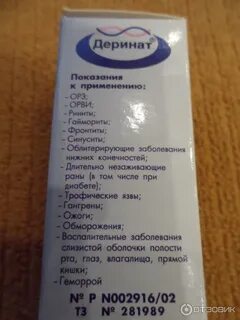 Деринат®
Показания
к применению:
- ОРЗ;
- ОРВИ;
- Риниты;
- Гаймориты;
- Фронтиты;
- Синуситы;
- Облитерирующие заболевания
нижних конечностей;
- Длительно незаживающие
раны (в том числе при
диабете);
- Трофические язвы;
- Гангрены;
- Ожоги;
- Обморожения;
- Воспалительные заболевания
слизистой оболочки полости
рта, глаз, влагалища, прямой
кишки;
- Геморрой
№ Р N002916/02
ТЗ № 281989
ОТЗОВИК